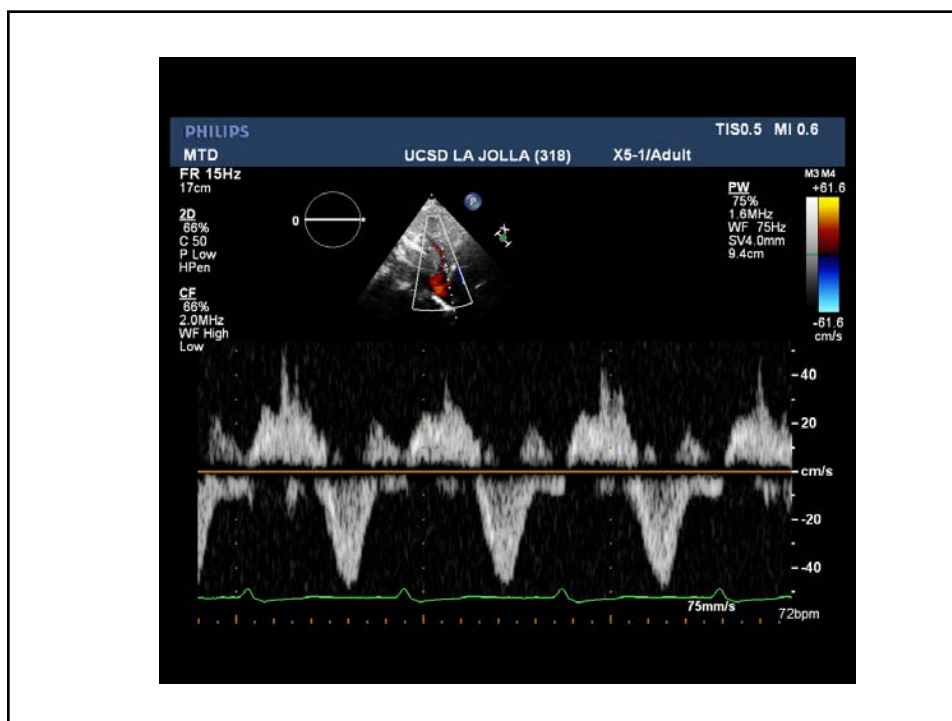 PHILIPS
TIS0.5 MI 0.6
MTD
UCSD LA JOLLA (318)
X5-1/Adult
FR 15Hz
17cm
2D
66%
C 50
P Low
HPen
CF
66%
2.0MHz
WF High
Low
0
P
PW
75%
1.6MHz
WF 75Hz
SV4.0mm
9.4cm
M3 M4
+61.6
-61.6
cm/s
40
20
cm/s
-20
-40
75mm/s
72bpm